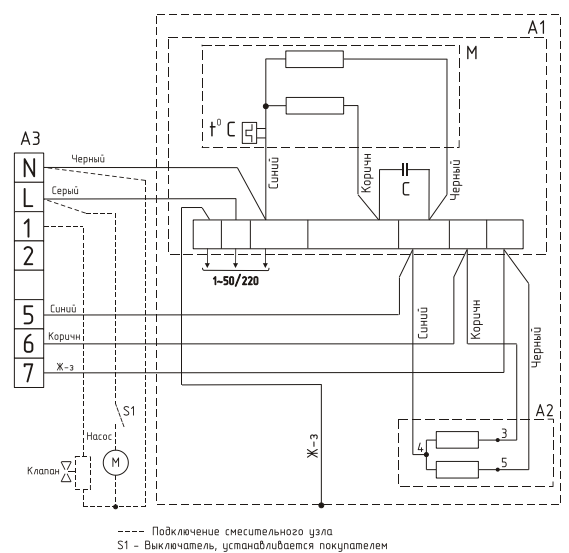 A1
M
t° C
Синий
Коричн
C
Черный
A3
N
Черный
L
Серый
1
2
5
Синий
6
Коричн
7
Ж-з
1~50/220
Синий
Коричн
Черный
A2
3
4
5
Ж-з
S1
Насос
M
Клапан
Подключение смесительного узла
S1 - Выключатель, устанавливается покупателем